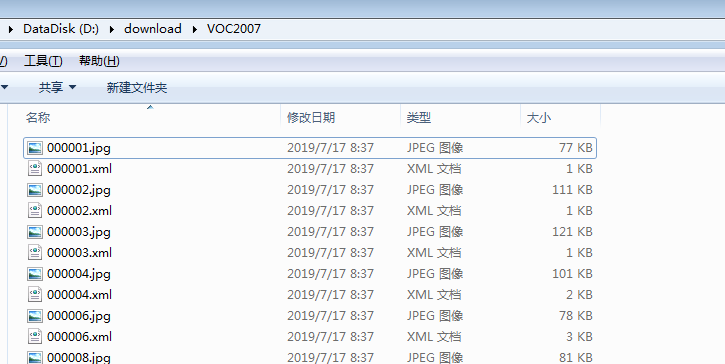 DataDisk (D:) download VOC2007
) 工具(T) 帮助(H)
共享 新建文件夹
名称 修改日期 类型 大小
000001.jpg 2019/7/17 8:37 JPEG 图像 77 KB
000001.xml 2019/7/17 8:37 XML 文档 1 KB
000002.jpg 2019/7/17 8:37 JPEG 图像 111 KB
000002.xml 2019/7/17 8:37 XML 文档 1 KB
000003.jpg 2019/7/17 8:37 JPEG 图像 121 KB
000003.xml 2019/7/17 8:37 XML 文档 1 KB
000004.jpg 2019/7/17 8:37 JPEG 图像 101 KB
000004.xml 2019/7/17 8:37 XML 文档 2 KB
000006.jpg 2019/7/17 8:37 JPEG 图像 78 KB
000006.xml 2019/7/17 8:37 XML 文档 3 KB
000008.jpg 2019/7/17 8:37 JPEG 图像 81 KB